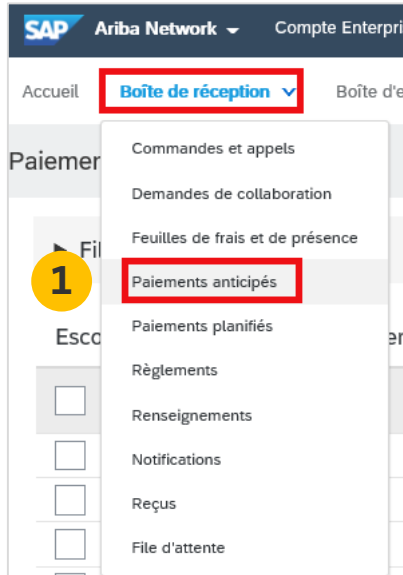 SAP Ariba Network Compte Enterpri
Accueil Boîte de réception Boîte d'e
Paiemer
Commandes et appels
Demandes de collaboration
Fil
Feuilles de frais et de présence
1 Paiements anticipés
Esco
Paiements planifiés
er
Règlements
Renseignements
Notifications
Reçus
File d'attente